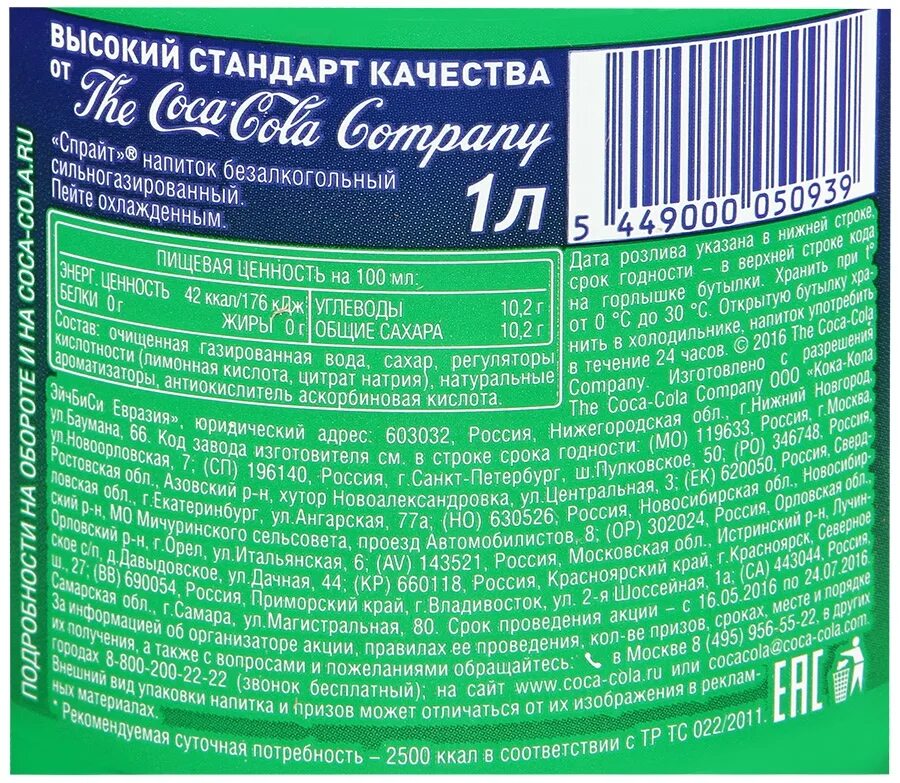 ВЫСОКИЙ СТАНДАРТ КАЧЕСТВА
от The Coca-Cola Company
«Спрайт»® напиток безалкогольный
сильногазированный.
Пейте охлажденным.
1л
5 449000 050939
ПИЩЕВАЯ ЦЕННОСТЬ на 100 мл:
ЭНЕРГ. ЦЕННОСТЬ 42 ккал/176 кДж УГЛЕВОДЫ 10,2 г
БЕЛКИ 0 г ЖИРЫ 0 г ОБЩИЕ САХАРА 10,2 г
Состав: очищенная газированная вода, сахар, регуляторы
кислотности (лимонная кислота, цитрат натрия), натуральные
ароматизаторы, антиокислитель аскорбиновая кислота.
Дата розлива указана в нижней строке,
срок годности – в верхней строке кода
на горлышке бутылки. Хранить при t°
от 0 °C до 30 °C. Открытую бутылку хра-
нить в холодильнике, напиток употребить
в течение 24 часов. © 2016 The Coca-Cola
Company. Изготовлено с разрешения
The Coca-Cola Company ООО «Кока-Кола
ЭйчБиСи Евразия», юридический адрес: 603032, Россия, Нижегородская обл., г.Нижний Новгород,
ул.Баумана, 66. Код завода изготовителя см. в строке срока годности: (МО) 119633, Россия, г.Москва,
ул.Новоорловская, 7; (СП) 196140, Россия, г.Санкт-Петербург, ш.Пулковское, 50; (РО) 346748, Россия,
Ростовская обл., Азовский р-н, хутор Новоалександровка, ул.Центральная, 3; (ЕК) 620050, Россия, Сверд-
ловская обл., г.Екатеринбург, ул.Ангарская, 77а; (НО) 630526, Россия, Новосибирская обл., Новосибир-
ский р-н, МО Мичуринского сельсовета, проезд Автомобилистов, 8; (ОР) 302024, Россия, Орловская обл.,
Орловский р-н, г.Орел, ул.Итальянская, 6; (AV) 143521, Россия, Московская обл., Истринский р-н, Лучин-
ское с/п, д.Давыдовское, ул.Дачная, 44; (КР) 660118, Россия, Красноярский край, г.Красноярск, Северное
ш., 27; (ВВ) 690054, Россия, Приморский край, г.Владивосток, ул. 2-я Шоссейная, 1а; (СА) 443044, Россия,
Самарская обл., г.Самара, ул.Магистральная, 80. Срок проведения акции – с 16.05.2016 по 24.07.2016.
За информацией об организаторе акции, правилах ее проведения, кол-ве призов, сроках, месте и порядке
их получения, а также с вопросами и пожеланиями обращайтесь: в Москве 8 (495) 956-55-22, в других
городах 8-800-200-22-22 (звонок бесплатный); на сайт www.coca-cola.ru или cocacola@coca-cola.com.
Внешний вид упаковки напитка и призов может отличаться от их изображения в реклам-
ных материалах.
* Рекомендуемая суточная потребность – 2500 ккал в соответствии с ТР ТС 022/2011.
EAC
ПОДРОБНОСТИ НА ОБОРОТЕ И НА COCA-COLA.RU